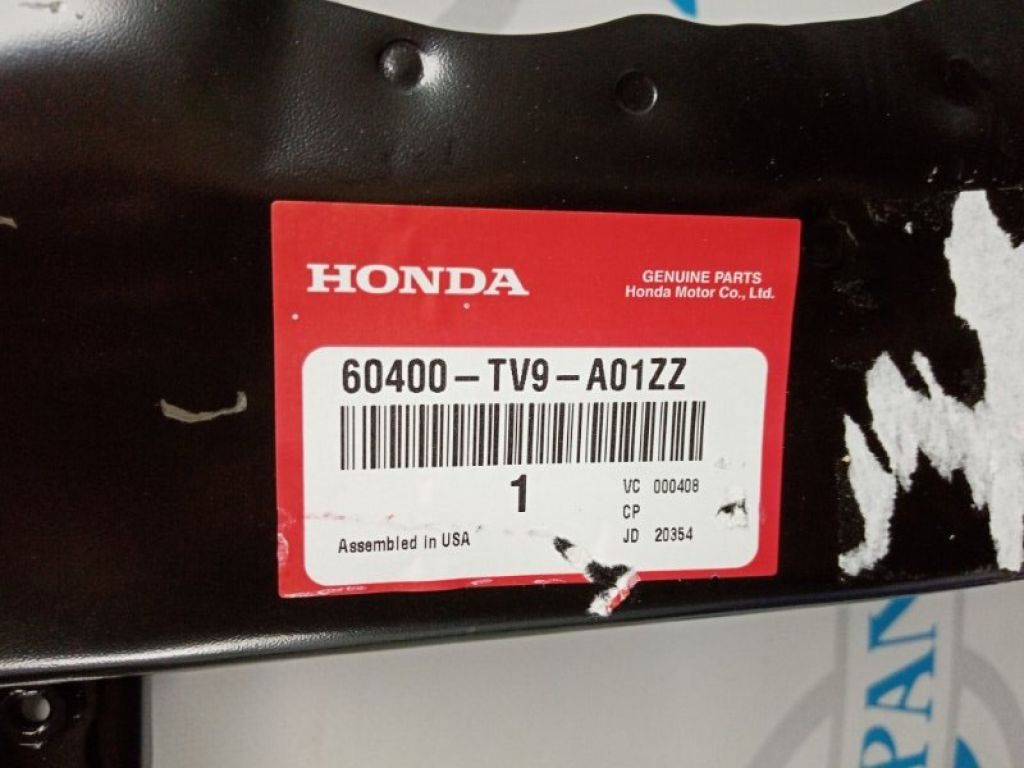 HONDA
GENUINE PARTS
Honda Motor Co., Ltd.
60400-TV9-A01ZZ
1
VC 000408
CP
JD 20354
Assembled in USA
PAN